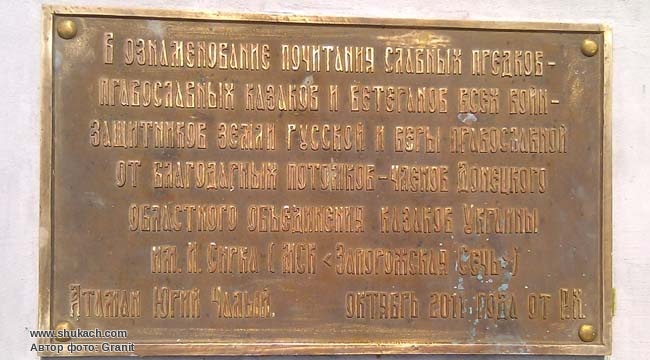 В ОЗНАМЕНОВАНИЕ ПОЧИТАНИЯ СЛАВНЫХ ПРЕДКОВ-
ПРАВОСЛАВНЫХ КАЗАКОВ И ВЕТЕРАНОВ ВСЕХ ВОЙН-
ЗАЩИТНИКОВ ЗЕМЛИ РУССКОЙ И ВЕРЫ ПРАВОСЛАВНОЙ
ОТ БЛАГОДАРНЫХ ПОТОМКОВ-ЧЛЕНОВ ДОНЕЦКОГО
ОБЛАСТНОГО ОБЪЕДИНЕНИЯ КАЗАКОВ УКРАИНЫ
ИМ. И. СИРКА ( МСК «ЗАПОРОЖСКАЯ СЕЧЬ»)
АТАМАН ЮРИЙ ЧАЛЫЙ. ОКТЯБРЬ 2011 ГОДА ОТ Р.Х.
www.shukach.com
Автор фото: Granit